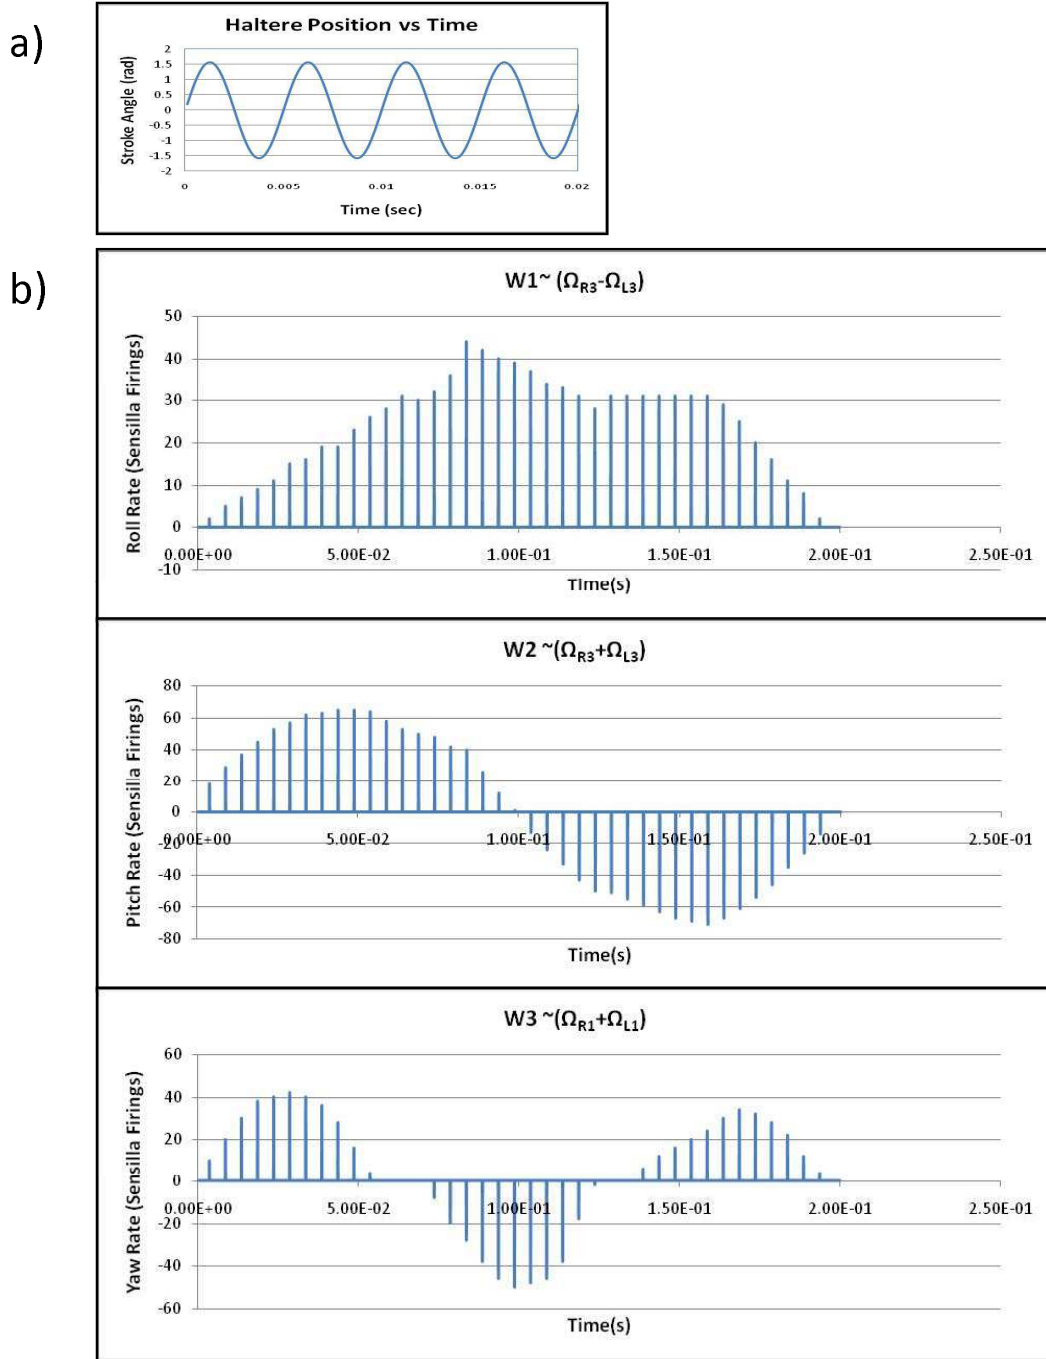 a)
Haltere Position vs Time
Stroke Angle (rad)
2
1.5
1
0.5
0
-0.5
-1
-1.5
-2
0 0.005 0.01 0.015 0.02
Time (sec)
b)
W1~ (ΩR3-ΩL3)
Roll Rate (Sensilla Firings)
50
40
30
20
10
0
0.00E+00 5.00E-02 1.00E-01 1.50E-01 2.00E-01 2.50E-01
-10
Time(s)
W2 ~(ΩR3+ΩL3)
Pitch Rate (Sensilla Firings)
80
60
40
20
0
0.00E+00 5.00E-02 1.00E-01 1.50E-01 2.00E-01 2.50E-01
-20
-40
-60
-80
Time(s)
W3 ~(ΩR1+ΩL1)
Yaw Rate (Sensilla Firings)
60
40
20
0
0.00E+00 5.00E-02 1.00E-01 1.50E-01 2.00E-01 2.50E-01
-20
-40
-60
Time(s)